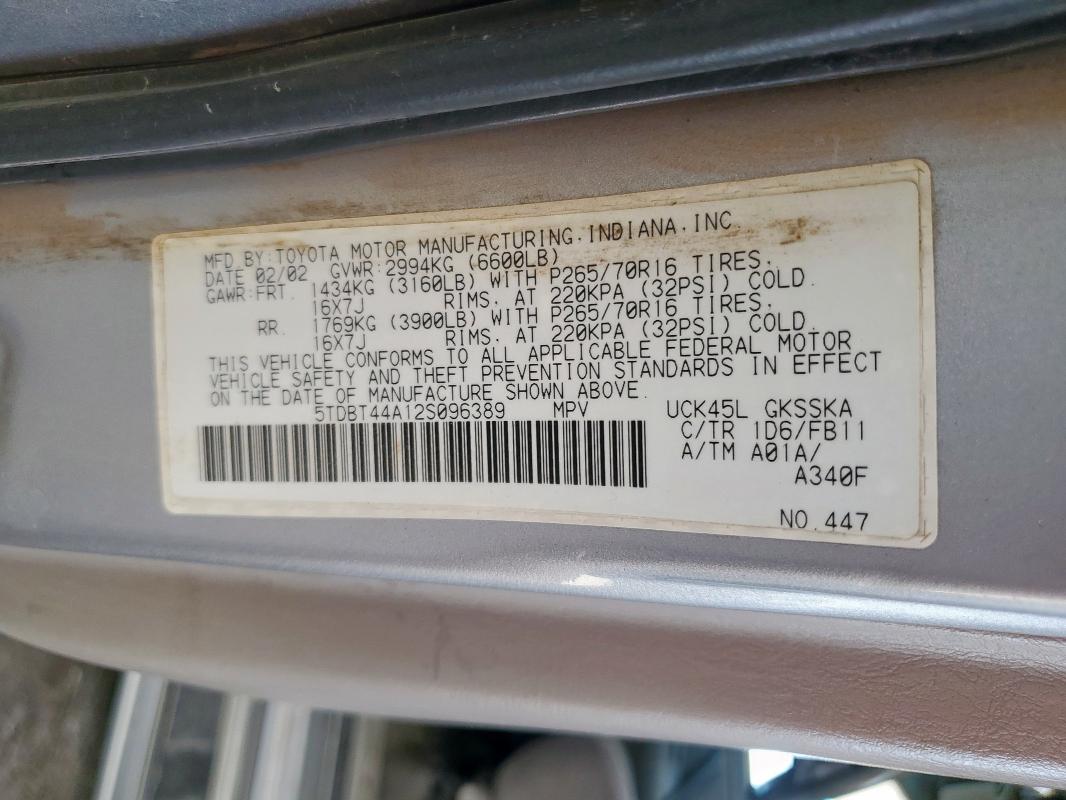 MFD BY:TOYOTA MOTOR MANUFACTURING,INDIANA,INC.
DATE 02/02 GVWR:2994KG (6600LB)
GAWR:FRT. 1434KG (3160LB) WITH P265/70R16 TIRES.
16X7J RIMS. AT 220KPA (32PSI) COLD.
RR. 1769KG (3900LB) WITH P265/70R16 TIRES.
16X7J RIMS. AT 220KPA (32PSI) COLD.
THIS VEHICLE CONFORMS TO ALL APPLICABLE FEDERAL MOTOR
VEHICLE SAFETY AND THEFT PREVENTION STANDARDS IN EFFECT
ON THE DATE OF MANUFACTURE SHOWN ABOVE.
5TDBT44A12S096389 MPV UCK45L GKSSKA
C/TR 1D6/FB11
A/TM A01A/
A340F
NO.447